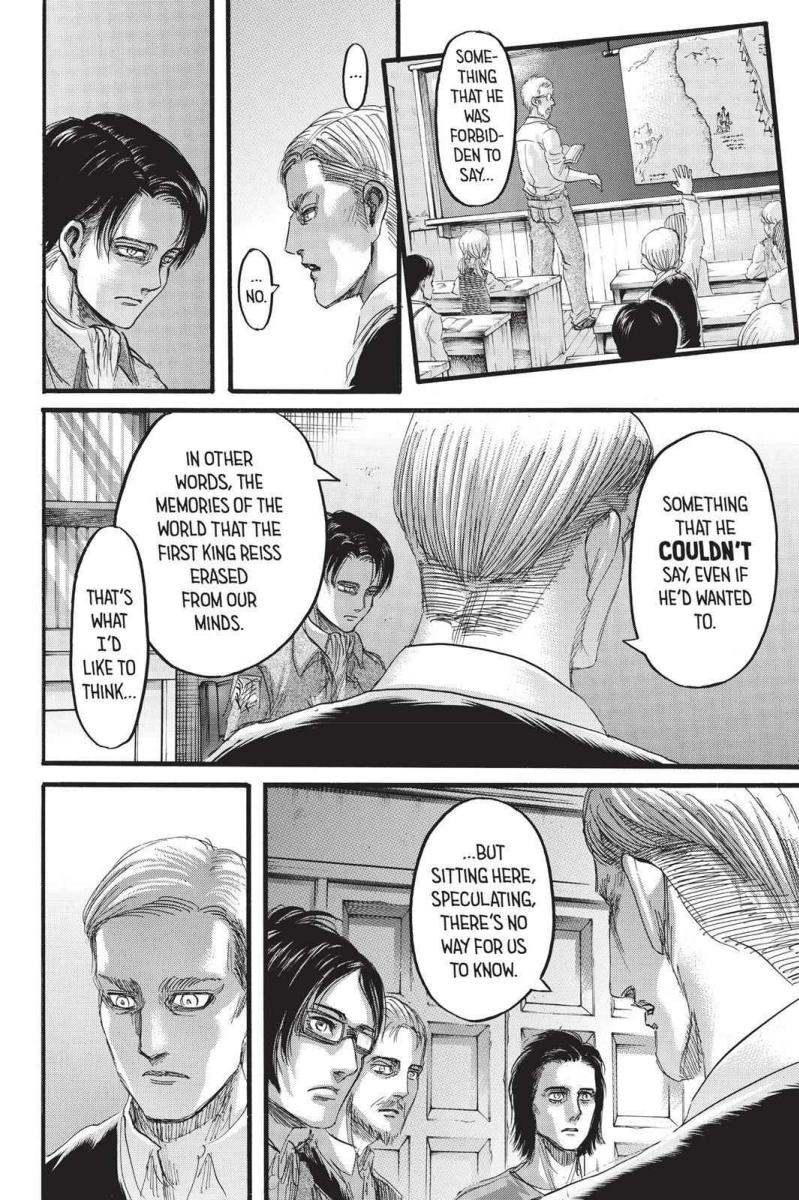 SOME-
THING
THAT HE
WAS
FORBID-
DEN TO
SAY...
...
...
NO.
SOMETHING
THAT HE
COULDN'T
SAY, EVEN IF
HE'D WANTED
TO.
IN OTHER
WORDS, THE
MEMORIES OF THE
WORLD THAT THE
FIRST KING REISS
ERASED
FROM OUR
MINDS.
THAT'S
WHAT
I'D
LIKE TO
THINK...
...BUT
SITTING HERE,
SPECULATING,
THERE'S NO
WAY FOR US
TO KNOW.